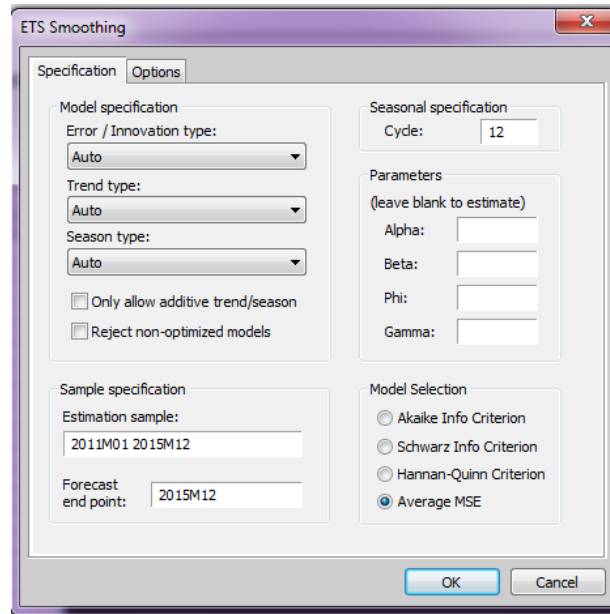 ETS Smoothing
Specification
Options
Model specification
Error / Innovation type:
Auto
Trend type:
Auto
Season type:
Auto
Only allow additive trend/season
Reject non-optimized models
Seasonal specification
Cycle: 12
Parameters
(leave blank to estimate)
Alpha:
Beta:
Phi:
Gamma:
Sample specification
Estimation sample:
2011M01 2015M12
Forecast
end point: 2015M12
Model Selection
Akaike Info Criterion
Schwarz Info Criterion
Hannan-Quinn Criterion
Average MSE
OK
Cancel